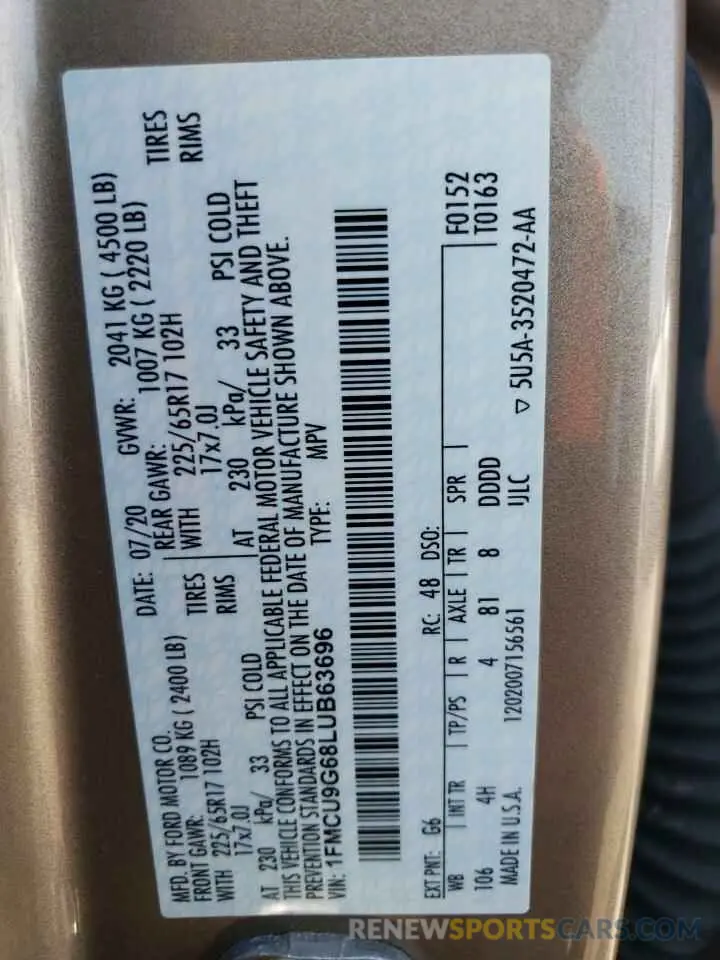 MFD. BY FORD MOTOR CO.
DATE: 07/20 GVWR: 2041 KG ( 4500 LB)
FRONT GAWR: 1089 KG ( 2400 LB)
REAR GAWR: 1007 KG ( 2220 LB)
WITH 225/65R17 102H TIRES
WITH 225/65R17 102H TIRES
17x7.0J RIMS
17x7.0J RIMS
AT 230 kPa/ 33 PSI COLD
AT 230 kPa/ 33 PSI COLD
THIS VEHICLE CONFORMS TO ALL APPLICABLE FEDERAL MOTOR VEHICLE SAFETY AND THEFT
PREVENTION STANDARDS IN EFFECT ON THE DATE OF MANUFACTURE SHOWN ABOVE.
VIN: 1FMCU9G68LUB63696 TYPE: MPV
EXT PNT: G6 RC: 48 DSO: F0152
WB INT TR TP/PS R AXLE TR SPR T0163
106 4H 4 81 8 DDDD
MADE IN U.S.A. 1202007156561 IJLC ▽ 5U5A-3520472-AA
RENEWSPORTSCARS.COM